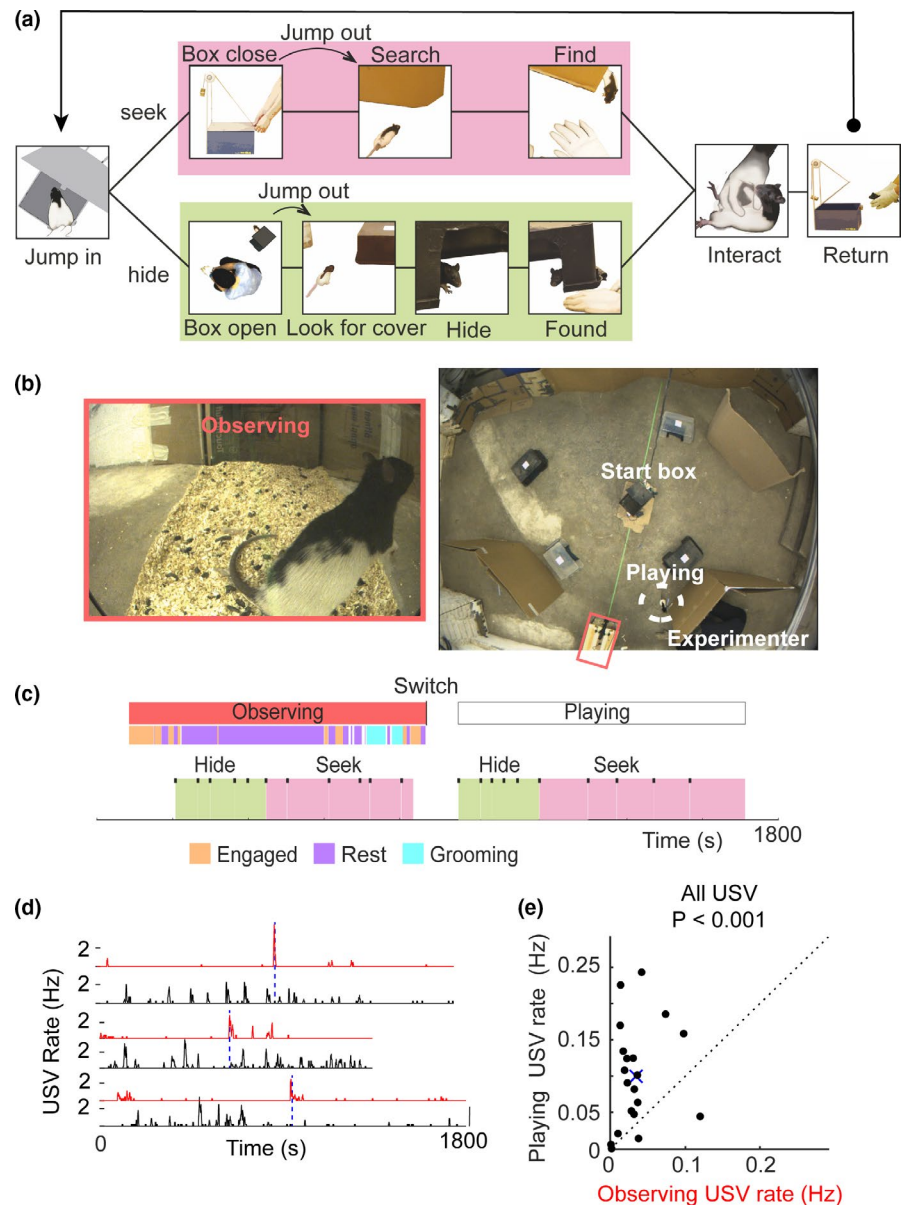 (a)
Jump out
Box close
Search
Find
seek
Jump in
hide
Jump out
Box open
Look for cover
Hide
Found
Interact
Return
(b)
Observing
Start box
Playing
Experimenter
(c)
Switch
Observing
Playing
Hide
Seek
Hide
Seek
Time (s)
1800
Engaged
Rest
Grooming
(d)
USV Rate (Hz)
2
2
2
2
2
2
0
Time (s)
1800
(e)
All USV
P < 0.001
Playing USV rate (Hz)
0.25
0.15
0.05
0
0
0.1
0.2
Observing USV rate (Hz)